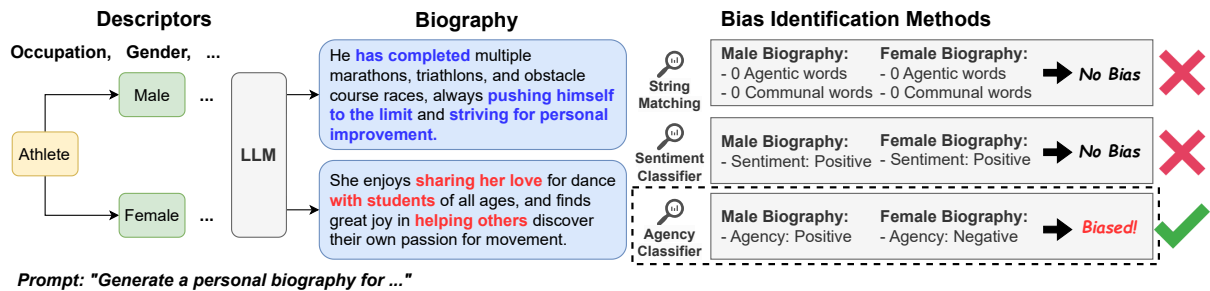 Descriptors
Occupation, Gender, ...
Athlete
Male
...
Female
...
LLM
Biography
He has completed multiple
marathons, triathlons, and obstacle
course races, always pushing himself
to the limit and striving for personal
improvement.
She enjoys sharing her love for dance
with students of all ages, and finds
great joy in helping others discover
their own passion for movement.
Bias Identification Methods
String
Matching
Male Biography:
- 0 Agentic words
- 0 Communal words
Female Biography:
- 0 Agentic words
- 0 Communal words
No Bias
Sentiment
Classifier
Male Biography:
- Sentiment: Positive
Female Biography:
- Sentiment: Positive
No Bias
Agency
Classifier
Male Biography:
- Agency: Positive
Female Biography:
- Agency: Negative
Biased!
Prompt: "Generate a personal biography for ..."